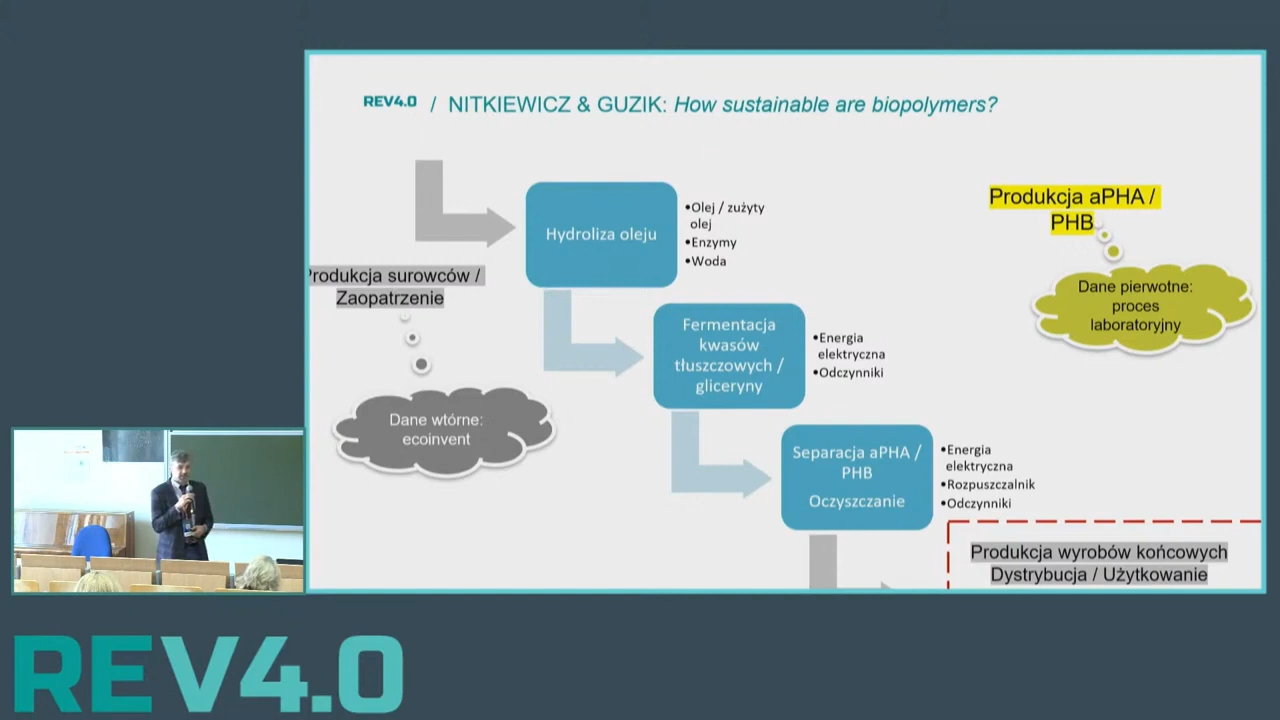 REV4.0 / NITKIEWICZ & GUZIK: How sustainable are biopolymers?
Produkcja surowców /
Zaopatrzenie
Dane wtórne:
ecoinvent
Hydroliza oleju
•Olej / zużyty
olej
•Enzymy
•Woda
Fermentacja
kwasów
tłuszczowych /
gliceryny
•Energia
elektryczna
•Odczynniki
Separacja aPHA /
PHB
Oczyszczanie
•Energia
elektryczna
•Rozpuszczalnik
•Odczynniki
Produkcja aPHA /
PHB
Dane pierwotne:
proces
laboratoryjny
Produkcja wyrobów końcowych
Dystrybucja / Użytkowanie
REV4.0